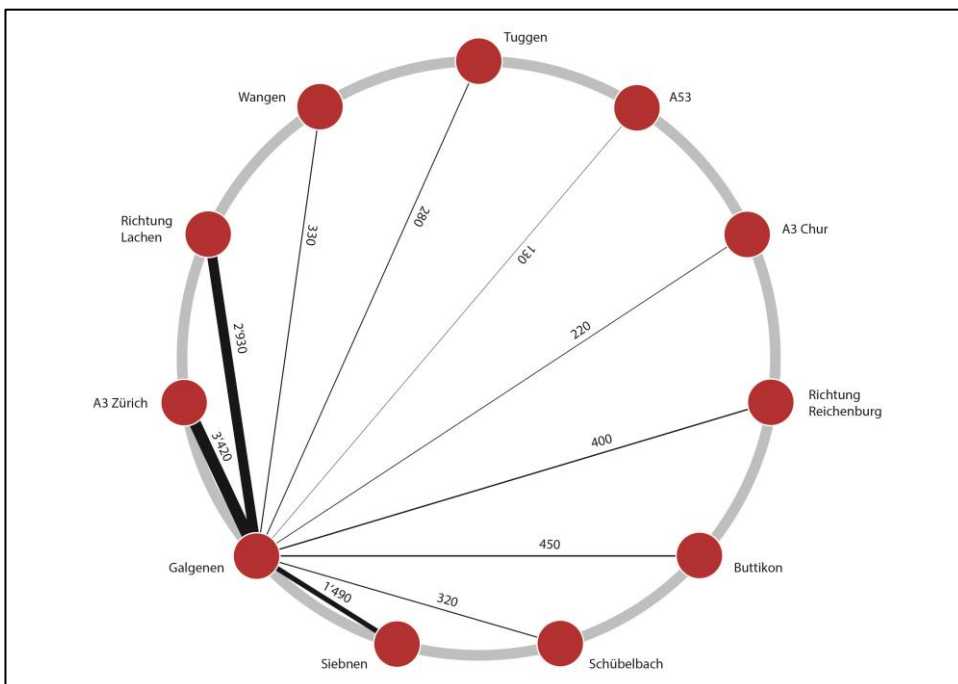 Tuggen
Wangen
A53
Richtung
Lachen
A3 Chur
330
280
130
220
2'930
A3 Zürich
Richtung
Reichenburg
3'420
400
Galgenen
450
Buttikon
1'490
320
Siebnen
Schübelbach